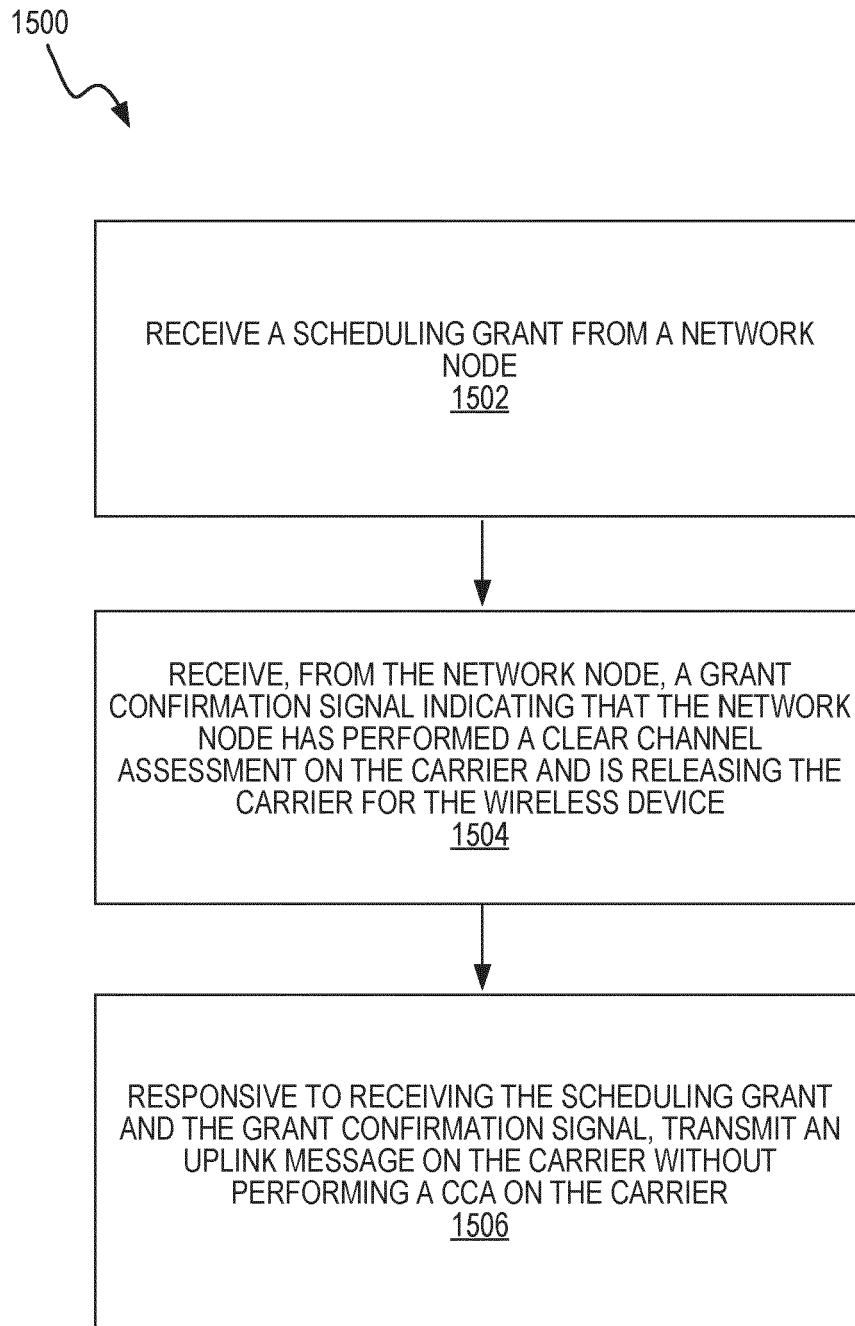 1500
RECEIVE A SCHEDULING GRANT FROM A NETWORK
NODE
1502
RECEIVE, FROM THE NETWORK NODE, A GRANT
CONFIRMATION SIGNAL INDICATING THAT THE NETWORK
NODE HAS PERFORMED A CLEAR CHANNEL
ASSESSMENT ON THE CARRIER AND IS RELEASING THE
CARRIER FOR THE WIRELESS DEVICE
1504
RESPONSIVE TO RECEIVING THE SCHEDULING GRANT
AND THE GRANT CONFIRMATION SIGNAL, TRANSMIT AN
UPLINK MESSAGE ON THE CARRIER WITHOUT
PERFORMING A CCA ON THE CARRIER
1506